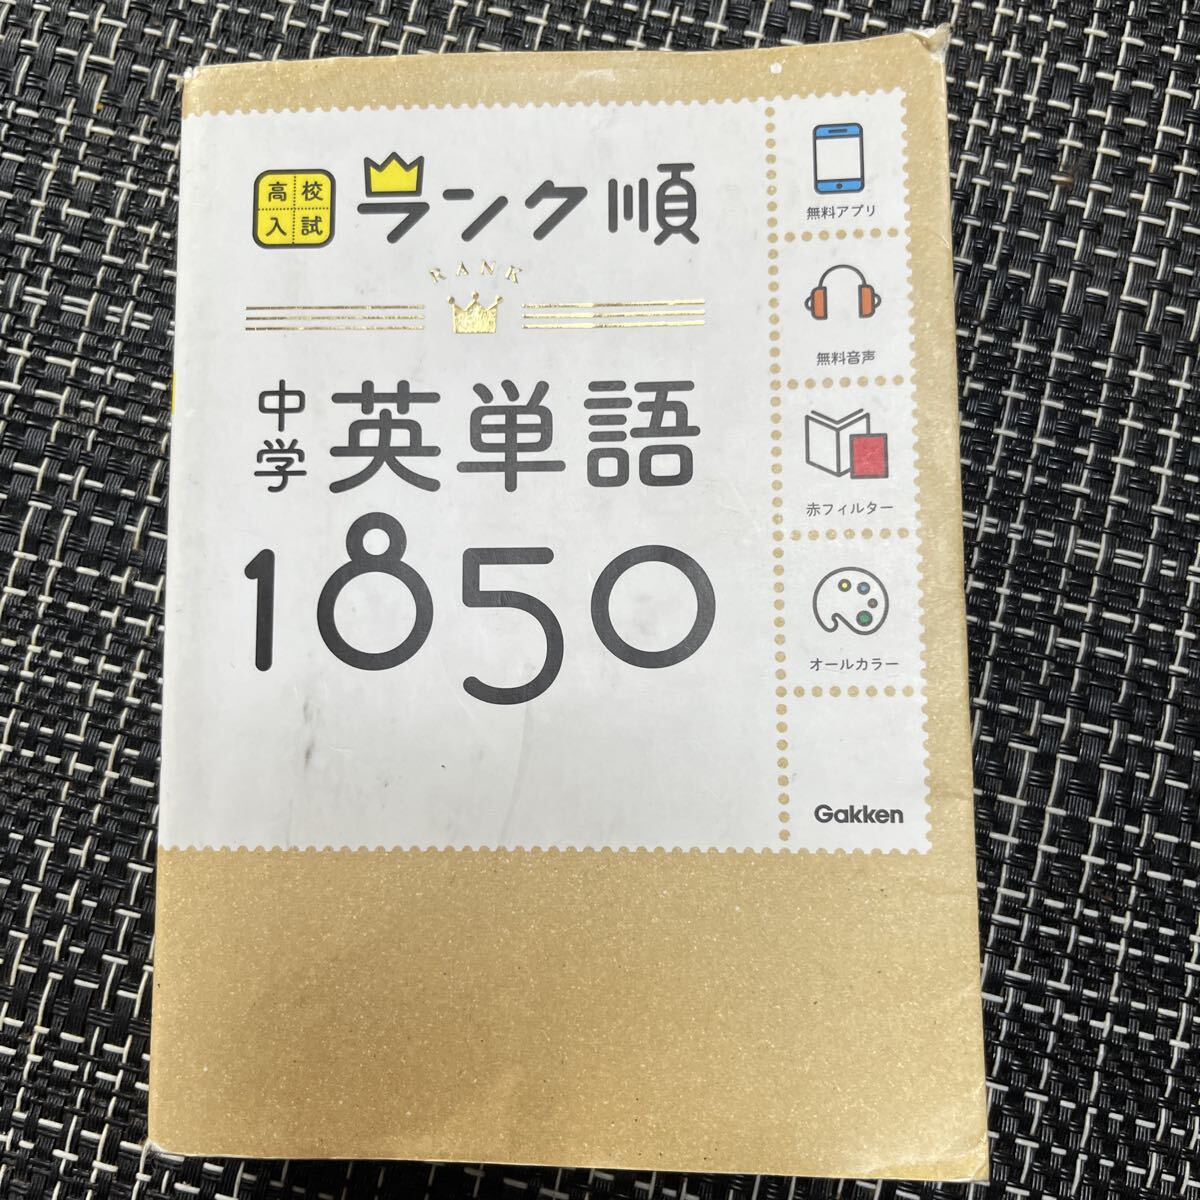 高校
入試
ランク順
RANK
中学
英単語
1850
無料アプリ
無料音声
赤フィルター
オールカラー
Gakken